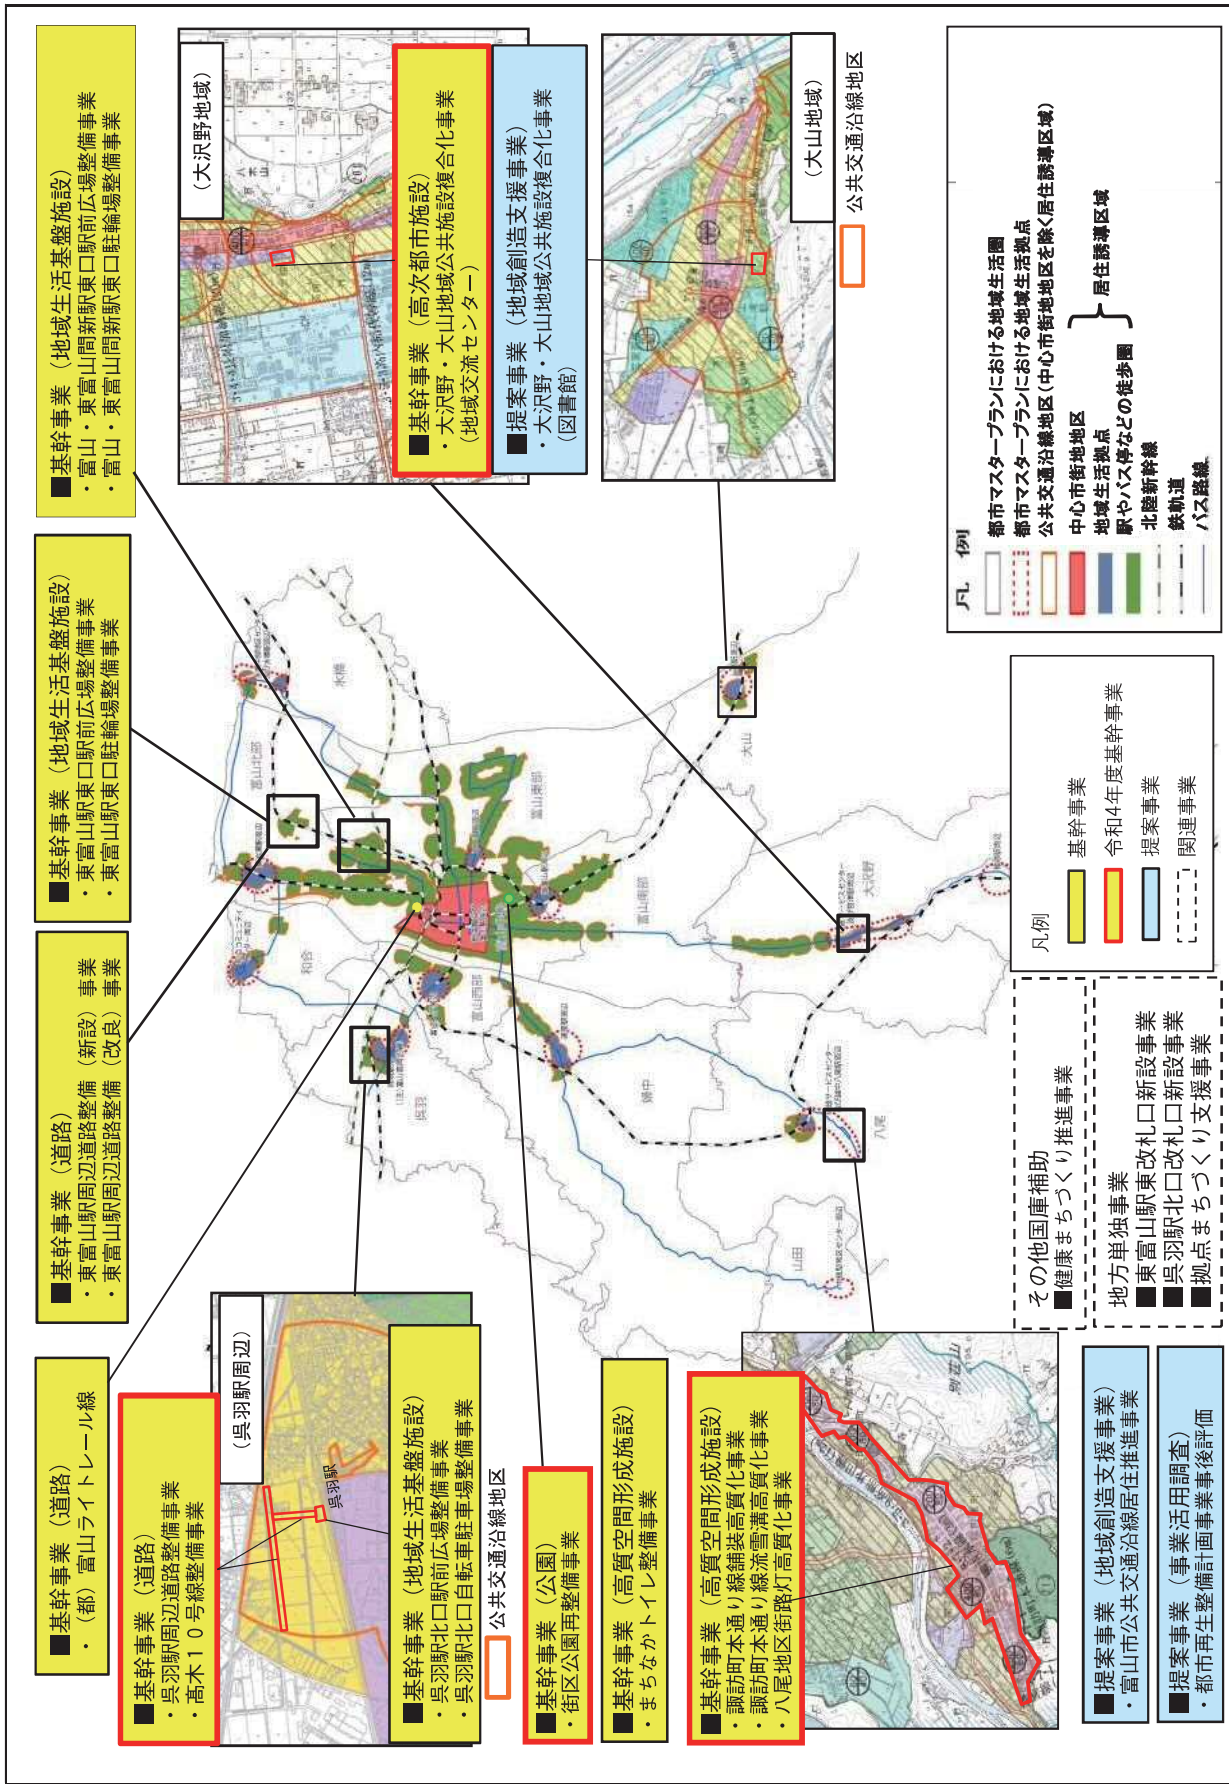 ■基幹事業（道路）
・（都）富山ライトレール線
■基幹事業（道路）
・呉羽駅周辺道路整備事業
・高木１０号線整備事業
（呉羽駅周辺）
呉羽駅
■基幹事業（地域生活基盤施設）
・呉羽駅北口駅前広場整備事業
・呉羽駅北口自転車駐車場整備事業
公共交通沿線地区
■基幹事業（公園）
・街区公園再整備事業
■基幹事業（高質空間形成施設）
・まちなかトイレ整備事業
■基幹事業（高質空間形成施設）
・諏訪町本通り線舗装高質化事業
・諏訪町本通り線流雪溝高質化事業
・八尾地区街路灯高質化事業
■提案事業（地域創造支援事業）
・富山市公共交通沿線居住推進事業
■提案事業（事業活用調査）
・都市再生整備計画事業事後評価
■基幹事業（道路）
・東富山駅周辺道路整備（新設）事業
・東富山駅周辺道路整備（改良）事業
■基幹事業（地域生活基盤施設）
・東富山駅東口駅前広場整備事業
・東富山駅東口駐輪場整備事業
■基幹事業（地域生活基盤施設）
・富山・東富山間新駅東口駅前広場整備事業
・富山・東富山間新駅東口駐輪場整備事業
（大沢野地域）
■基幹事業（高次都市施設）
・大沢野・大山地域公共施設複合化事業
（地域交流センター）
■提案事業（地域創造支援事業）
・大沢野・大山地域公共施設複合化事業
（図書館）
（大山地域）
公共交通沿線地区
富山北部
水橋
和合
呉羽
富山西部
富山東部
富山南部
婦中
大山
大沢野
八尾
山田
その他国庫補助
■健康まちづくり推進事業
地方単独事業
■東富山駅東改札口新設事業
■呉羽駅北口改札口新設事業
■拠点まちづくり支援事業
凡例
基幹事業
令和4年度基幹事業
提案事業
関連事業
凡 例
都市マスタープランにおける地域生活圏
都市マスタープランにおける地域生活拠点
公共交通沿線地区（中心市街地地区を除く居住誘導区域）
中心市街地地区
地域生活拠点
駅やバス停などの徒歩圏
居住誘導区域
北陸新幹線
鉄軌道
バス路線